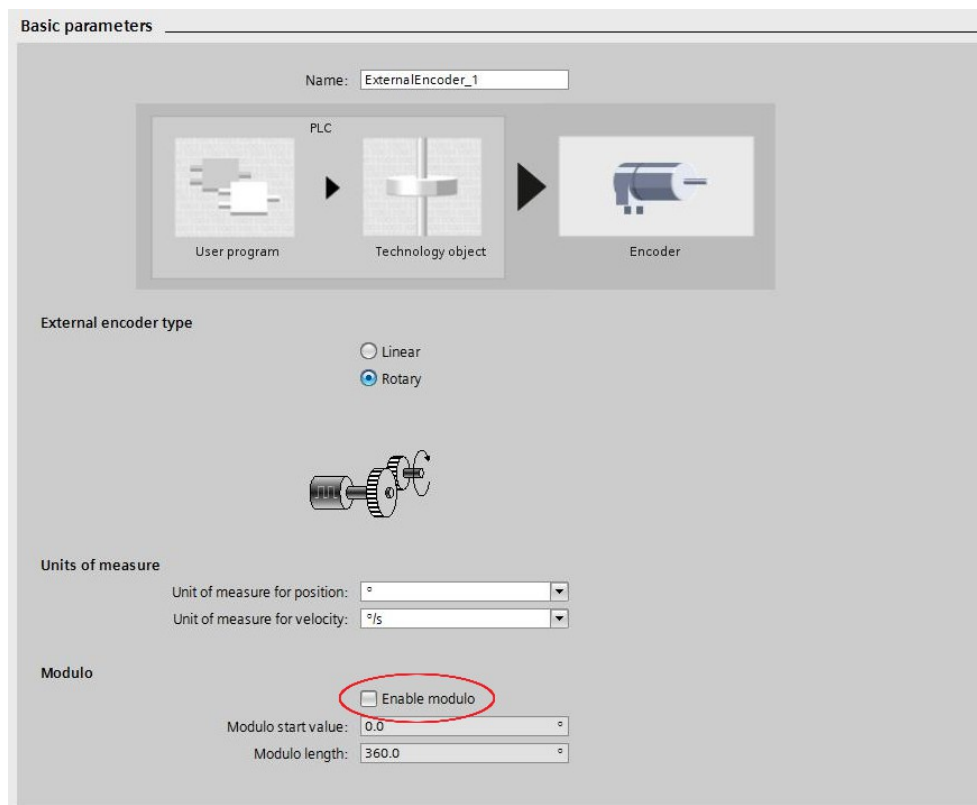 Basic parameters
Name: ExternalEncoder_1
PLC
User program Technology object Encoder
External encoder type
Linear
Rotary
Units of measure
Unit of measure for position: °
Unit of measure for velocity: °/s
Modulo
Enable modulo
Modulo start value: 0.0 °
Modulo length: 360.0 °